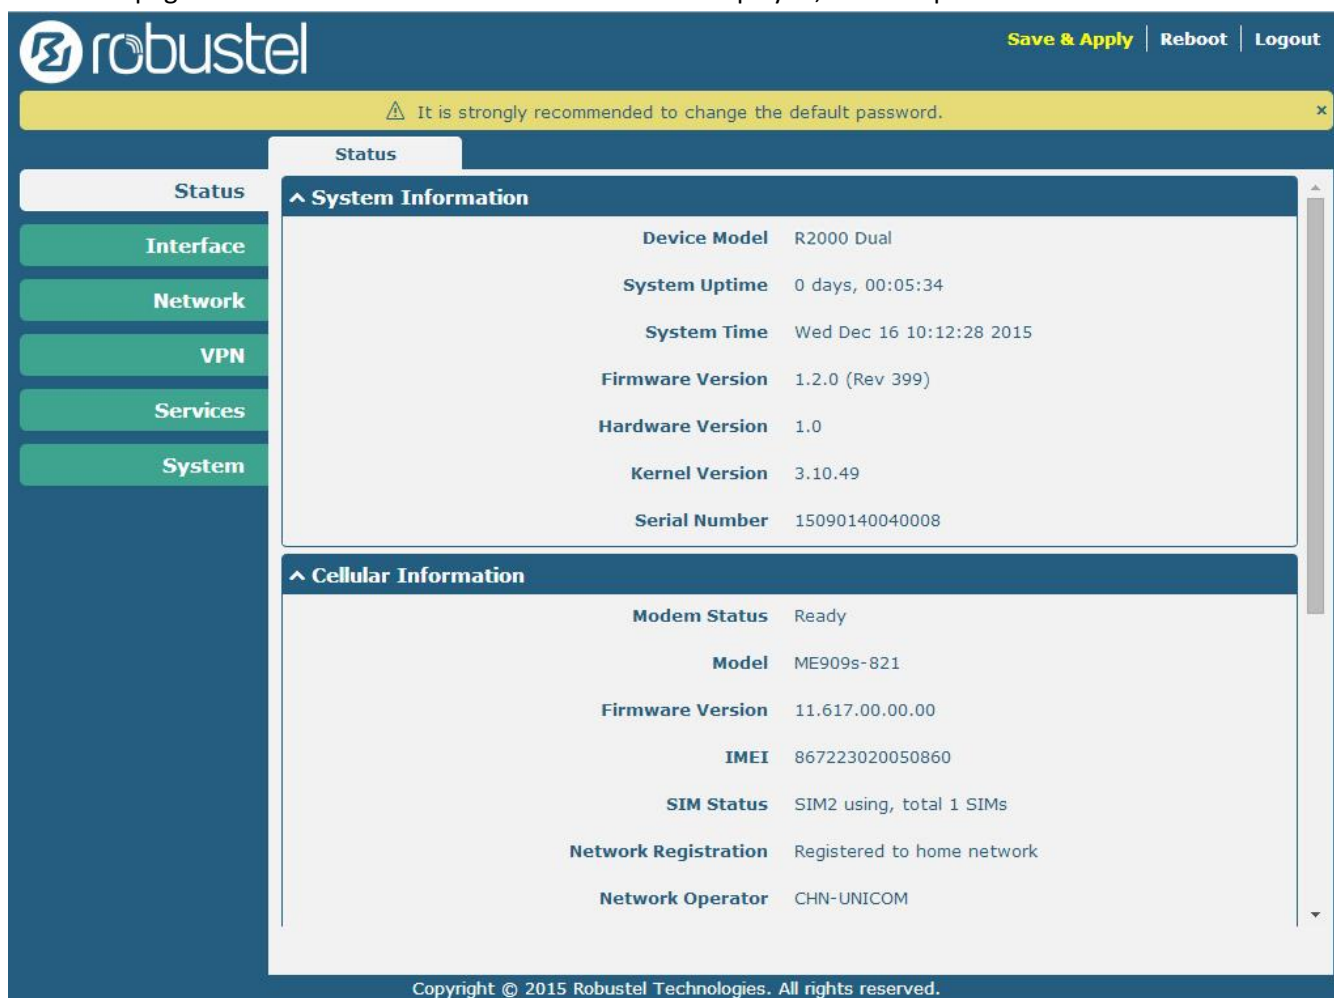 robustel
Save & Apply | Reboot | Logout
⚠ It is strongly recommended to change the default password. ×
Status
Status
Interface
Network
VPN
Services
System
^ System Information
Device Model R2000 Dual
System Uptime 0 days, 00:05:34
System Time Wed Dec 16 10:12:28 2015
Firmware Version 1.2.0 (Rev 399)
Hardware Version 1.0
Kernel Version 3.10.49
Serial Number 15090140040008
^ Cellular Information
Modem Status Ready
Model ME909s-821
Firmware Version 11.617.00.00.00
IMEI 867223020050860
SIM Status SIM2 using, total 1 SIMs
Network Registration Registered to home network
Network Operator CHN-UNICOM
Copyright © 2015 Robustel Technologies. All rights reserved.